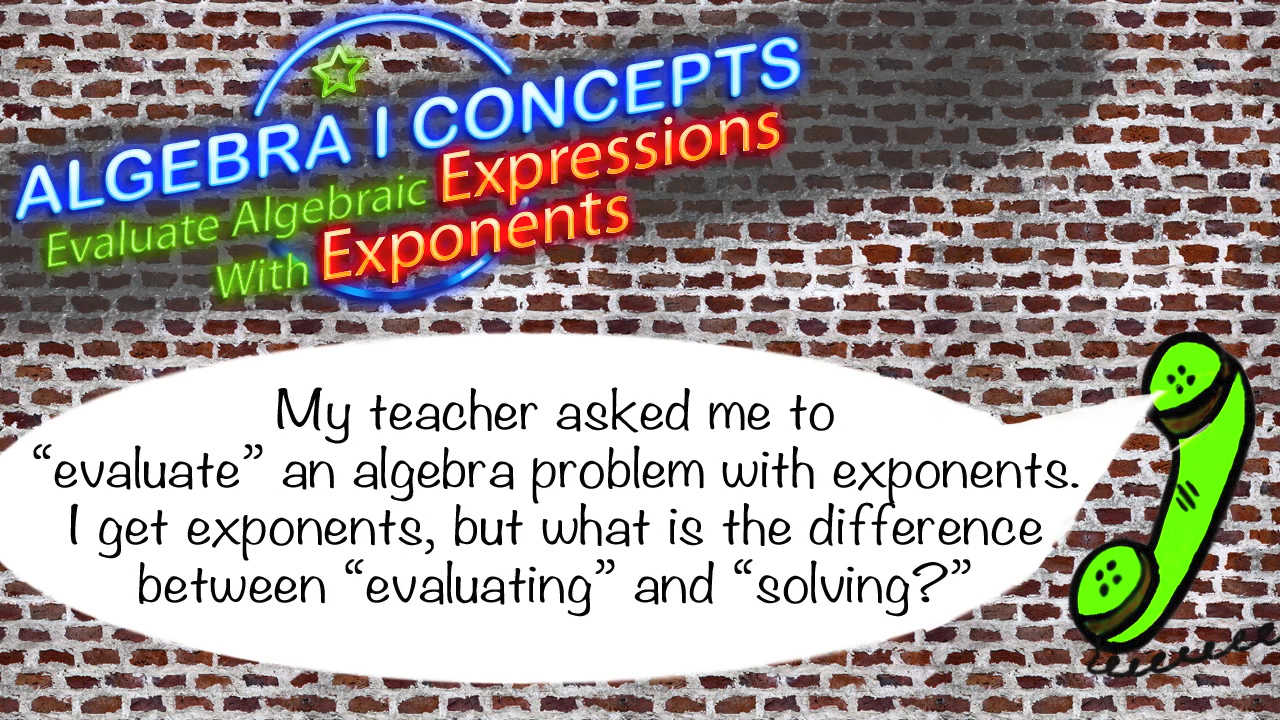 ALGEBRA I CONCEPTS
Evaluate Algebraic Expressions
With Exponents
My teacher asked me to
“evaluate” an algebra problem with exponents.
I get exponents, but what is the difference
between “evaluating” and “solving?”